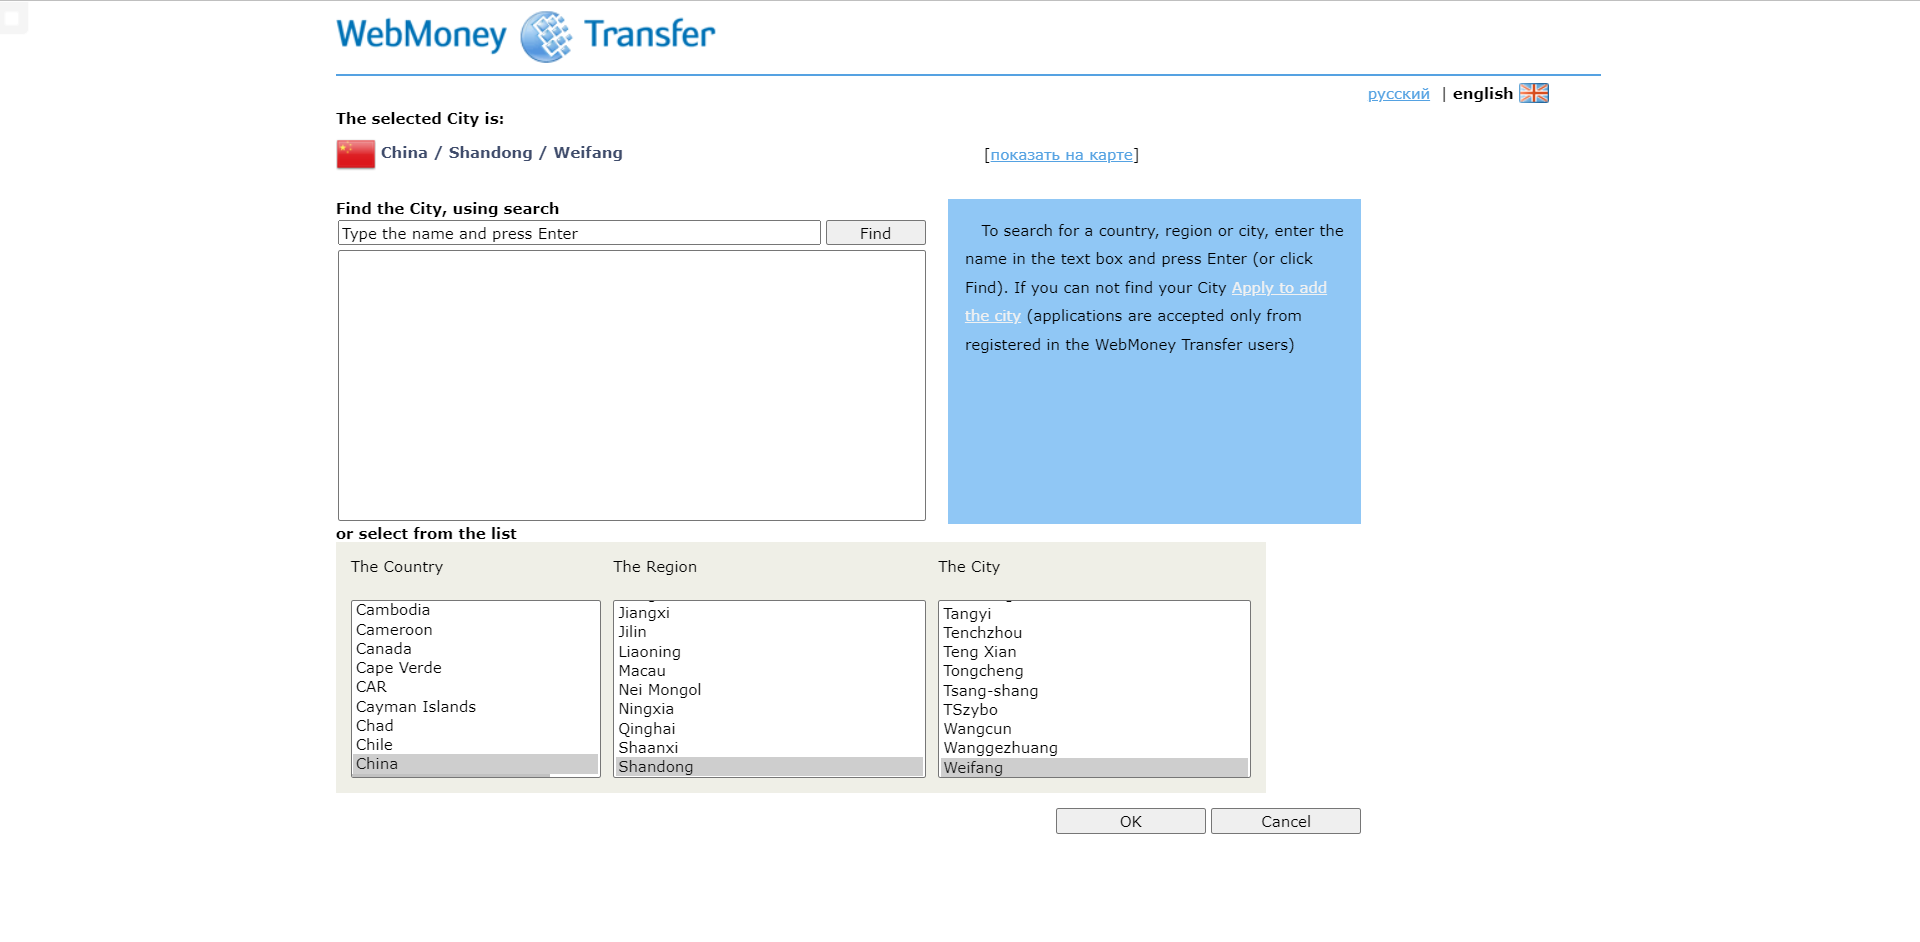 WebMoney Transfer
русский | english
The selected City is:
China / Shandong / Weifang
[показать на карте]
Find the City, using search
Type the name and press Enter
Find
To search for a country, region or city, enter the
name in the text box and press Enter (or click
Find). If you can not find your City Apply to add
the city (applications are accepted only from
registered in the WebMoney Transfer users)
or select from the list
The Country
Cambodia
Cameroon
Canada
Cape Verde
CAR
Cayman Islands
Chad
Chile
China
The Region
Jiangxi
Jilin
Liaoning
Macau
Nei Mongol
Ningxia
Qinghai
Shaanxi
Shandong
The City
Tangyi
Tenchzhou
Teng Xian
Tongcheng
Tsang-shang
TSzybo
Wangcun
Wanggezhuang
Weifang
OK
Cancel